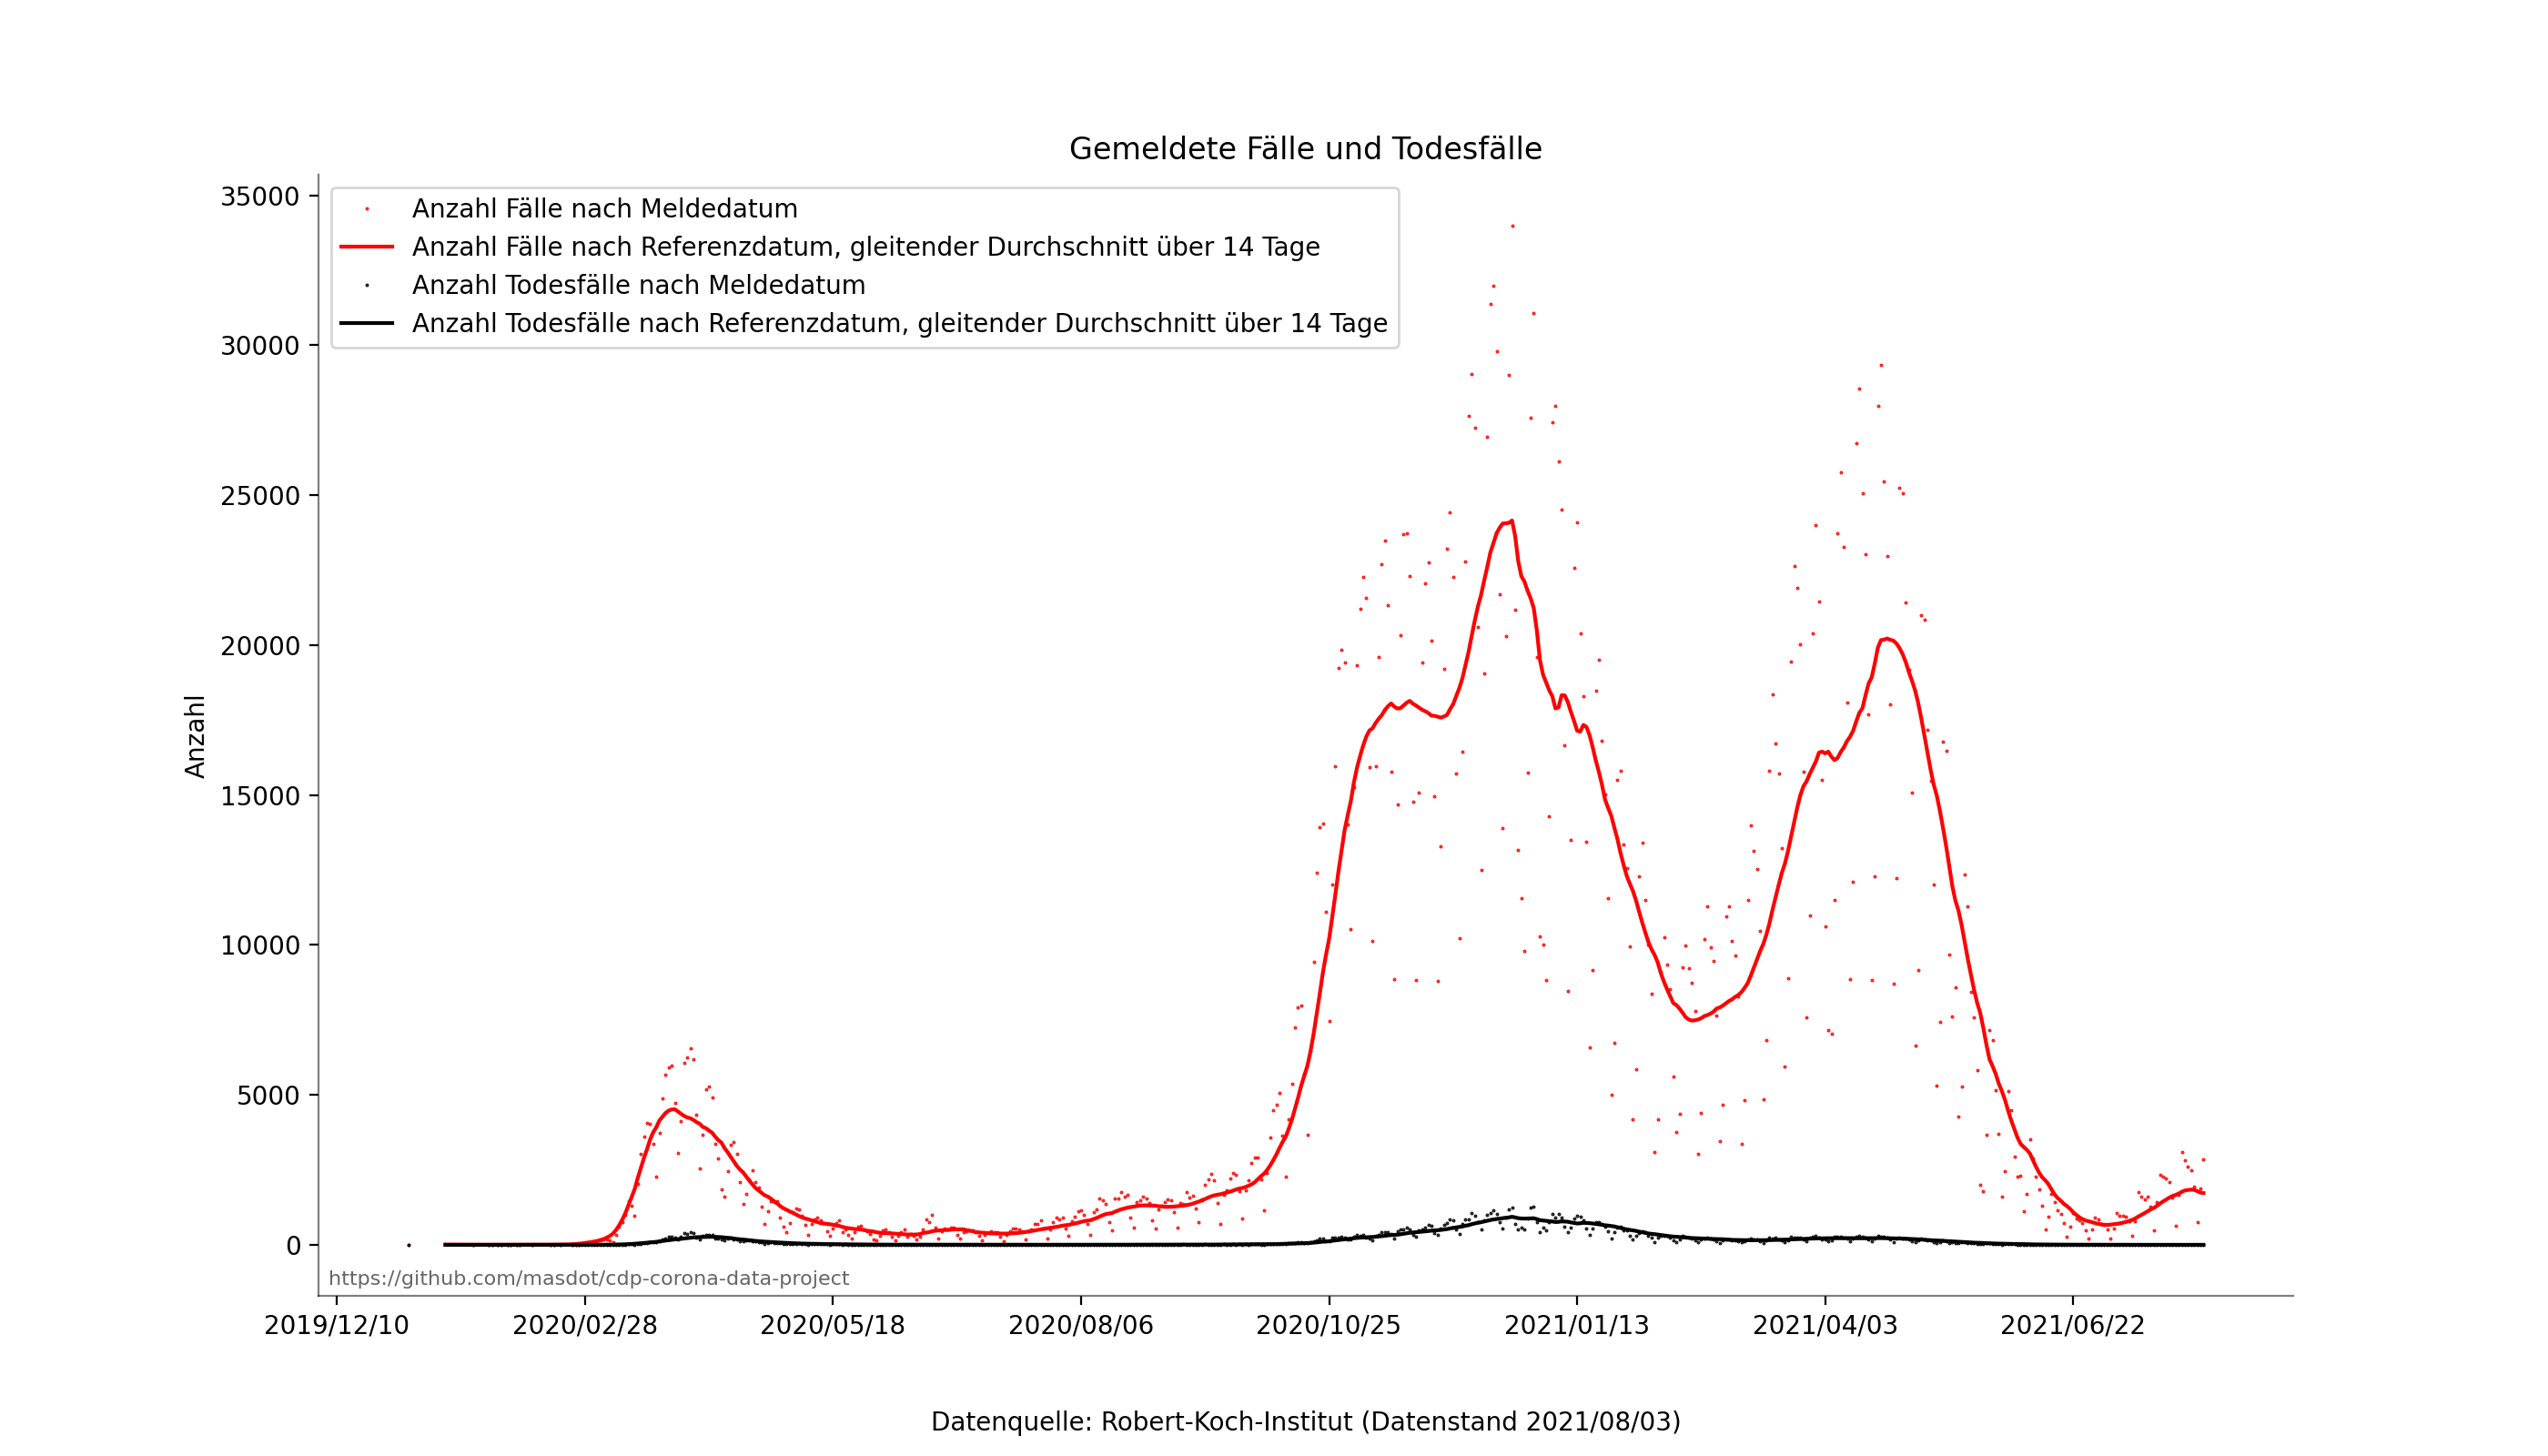 Gemeldete Fälle und Todesfälle
35000
30000
25000
20000
15000
10000
5000
0
Anzahl
Anzahl Fälle nach Meldedatum
Anzahl Fälle nach Referenzdatum, gleitender Durchschnitt über 14 Tage
Anzahl Todesfälle nach Meldedatum
Anzahl Todesfälle nach Referenzdatum, gleitender Durchschnitt über 14 Tage
https://github.com/masdot/cdp-corona-data-project
2019/12/10 2020/02/28 2020/05/18 2020/08/06 2020/10/25 2021/01/13 2021/04/03 2021/06/22
Datenquelle: Robert-Koch-Institut (Datenstand 2021/08/03)